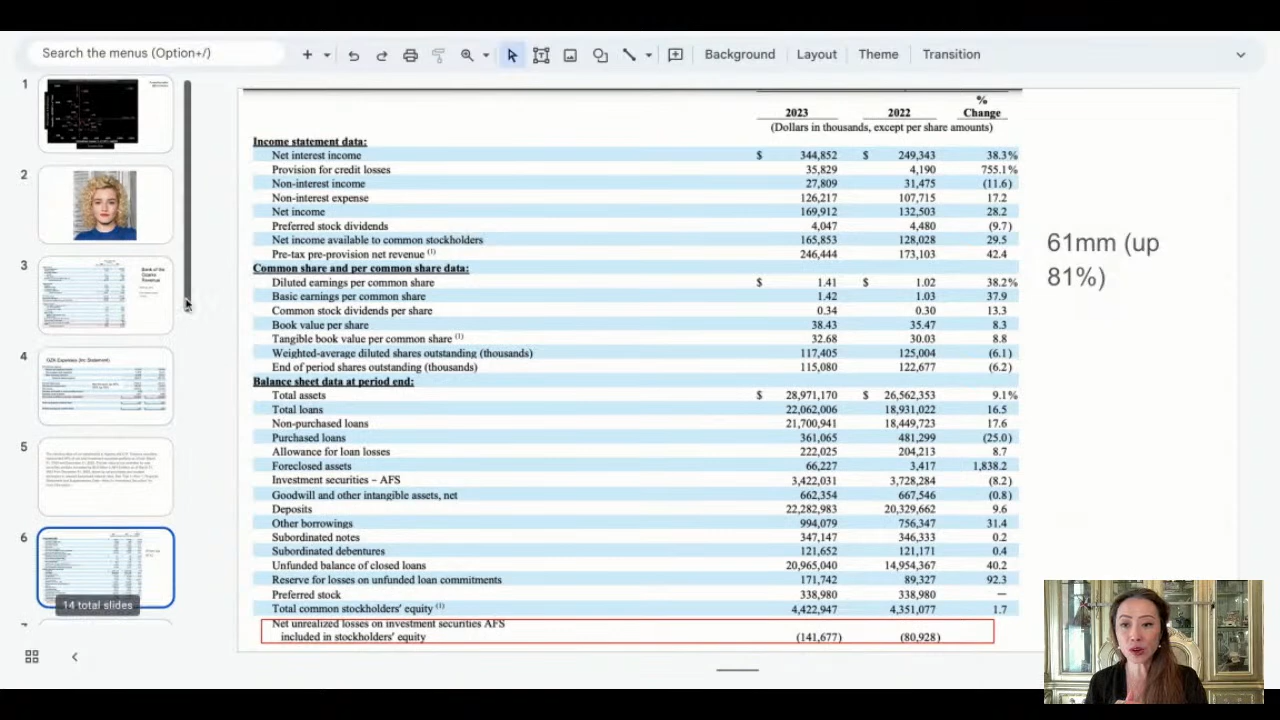 Search the menus (Option+/)
Background Layout Theme Transition
1
2
3
Bank of the
Ozarks
Revenue
4
OZK Expenses (Inc Statement)
5
6
14 total slides
2023 2022 % Change
(Dollars in thousands, except per share amounts)
Income statement data:
Net interest income $ 344,852 $ 249,343 38.3%
Provision for credit losses 35,829 4,190 755.1%
Non-interest income 27,809 31,475 (11.6)
Non-interest expense 126,217 107,715 17.2
Net income 169,912 132,503 28.2
Preferred stock dividends 4,047 4,480 (9.7)
Net income available to common stockholders 165,853 128,028 29.5
Pre-tax pre-provision net revenue (1) 246,444 173,103 42.4
Common share and per common share data:
Diluted earnings per common share 1.41 $ 1.02 38.2%
Basic earnings per common share 1.42 1.03 37.9
Common stock dividends per share 0.34 0.30 13.3
Book value per share 38.43 35.47 8.3
Tangible book value per common share (1) 32.68 30.03 8.8
Weighted-average diluted shares outstanding (thousands) 117,405 125,004 (6.1)
End of period shares outstanding (thousands) 115,080 122,677 (6.2)
Balance sheet data at period end:
Total assets 28,971,170 $ 26,562,353 9.1%
Total loans 22,062,006 18,931,022 16.5
Non-purchased loans 21,700,941 18,449,723 17.6
Purchased loans 361,065 481,299 (25.0)
Allowance for loan losses 222,025 204,213 8.7
Foreclosed assets 66,227 3,417 1,838.2
Investment securities – AFS 3,422,031 3,728,284 (8.2)
Goodwill and other intangible assets, net 662,354 667,546 (0.8)
Deposits 22,282,983 20,329,662 9.6
Other borrowings 994,079 756,347 31.4
Subordinated notes 347,147 346,333 0.2
Subordinated debentures 121,652 121,171 0.4
Unfunded balance of closed loans 20,965,040 14,954,367 40.2
Reserve for losses on unfunded loan commitments 171,742 89,327 92.3
Preferred stock 338,980 338,980 —
Total common stockholders' equity (1) 4,422,947 4,351,077 1.7
Net unrealized losses on investment securities AFS
included in stockholders' equity (141,677) (80,928)
61mm (up
81%)